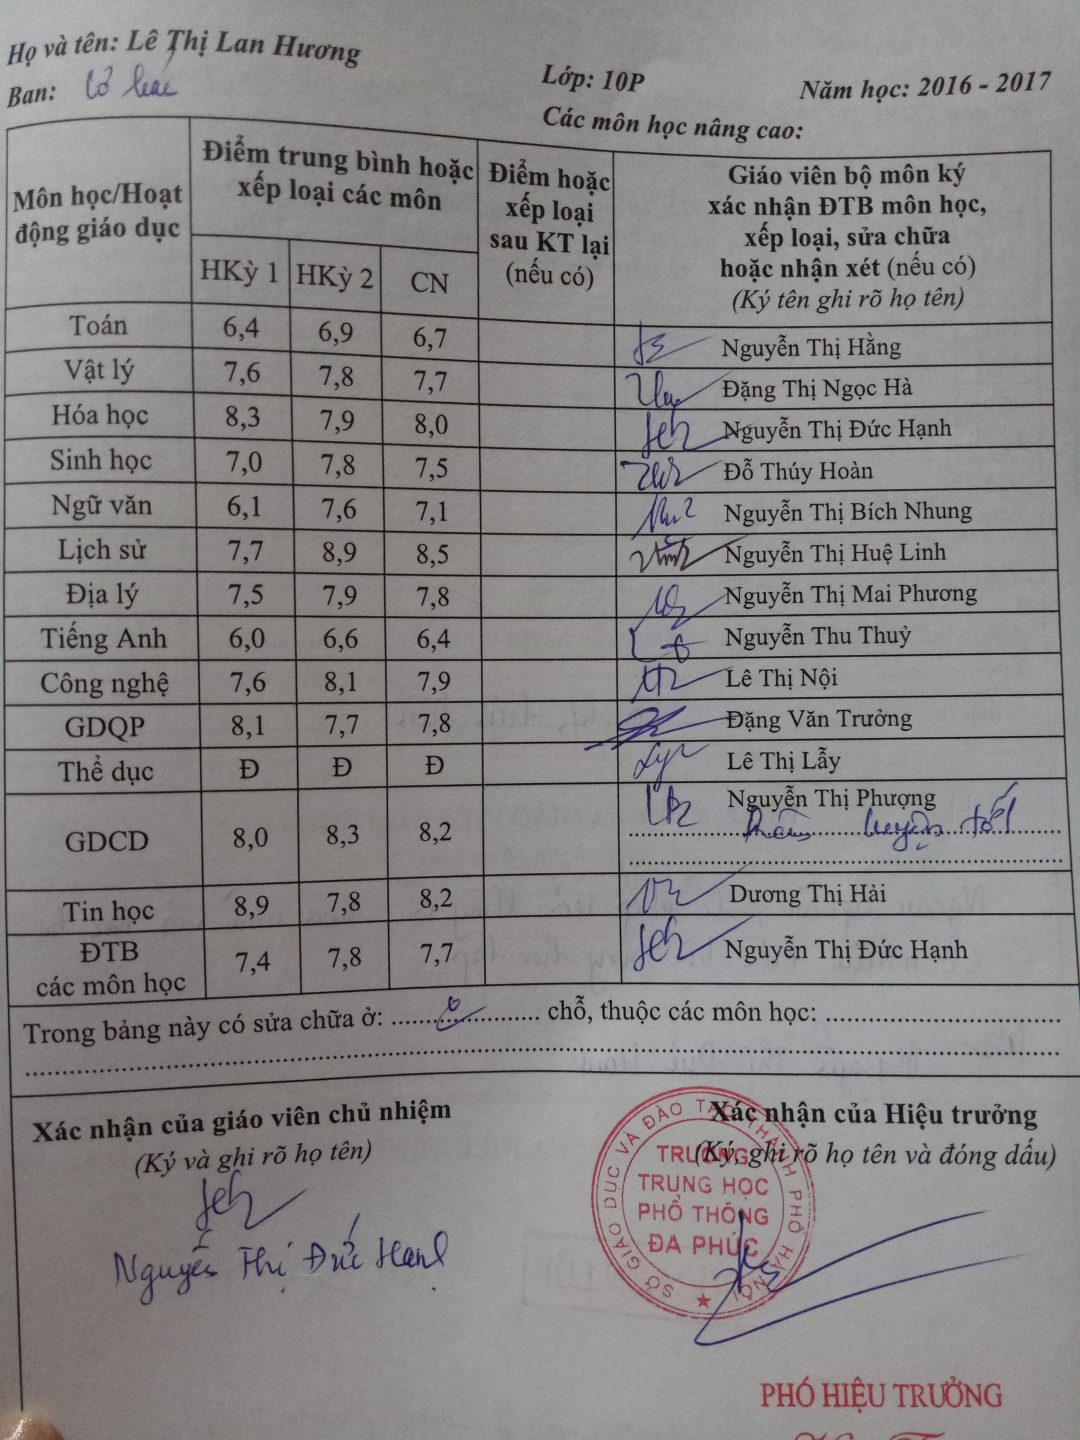 Họ và tên: Lê Thị Lan Hương
Ban: Cơ bản Lớp: 10P Năm học: 2016 - 2017
Các môn học nâng cao:
Môn học/Hoạt động giáo dục
Điểm trung bình hoặc xếp loại các môn
HKỳ 1 HKỳ 2 CN
Điểm hoặc xếp loại sau KT lại (nếu có)
Giáo viên bộ môn ký
xác nhận ĐTB môn học,
xếp loại, sửa chữa
hoặc nhận xét (nếu có)
(Ký tên ghi rõ họ tên)
Toán 6,4 6,9 6,7 Nguyễn Thị Hằng
Vật lý 7,6 7,8 7,7 Đặng Thị Ngọc Hà
Hóa học 8,3 7,9 8,0 Nguyễn Thị Đức Hạnh
Sinh học 7,0 7,8 7,5 Đỗ Thúy Hoàn
Ngữ văn 6,1 7,6 7,1 Nguyễn Thị Bích Nhung
Lịch sử 7,7 8,9 8,5 Nguyễn Thị Huệ Linh
Địa lý 7,5 7,9 7,8 Nguyễn Thị Mai Phương
Tiếng Anh 6,0 6,6 6,4 Nguyễn Thu Thuỷ
Công nghệ 7,6 8,1 7,9 Lê Thị Nội
GDQP 8,1 7,7 7,8 Đặng Văn Trưởng
Thể dục Đ Đ Đ Lê Thị Lẫy
GDCD 8,0 8,3 8,2 Nguyễn Thị Phượng
tốt
Tin học 8,9 7,8 8,2 Dương Thị Hải
ĐTB các môn học 7,4 7,8 7,7 Nguyễn Thị Đức Hạnh
Trong bảng này có sửa chữa ở: ...... chỗ, thuộc các môn học: ......
Xác nhận của giáo viên chủ nhiệm
(Ký và ghi rõ họ tên)
Nguyễn Thị Đức Hạnh
Xác nhận của Hiệu trưởng
(Ký, ghi rõ họ tên và đóng dấu)
SỞ GIÁO DỤC VÀ ĐÀO TẠO THÀNH PHỐ HÀ NỘI
TRƯỜNG
TRUNG HỌC
PHỔ THÔNG
ĐA PHÚC
PHÓ HIỆU TRƯỞNG